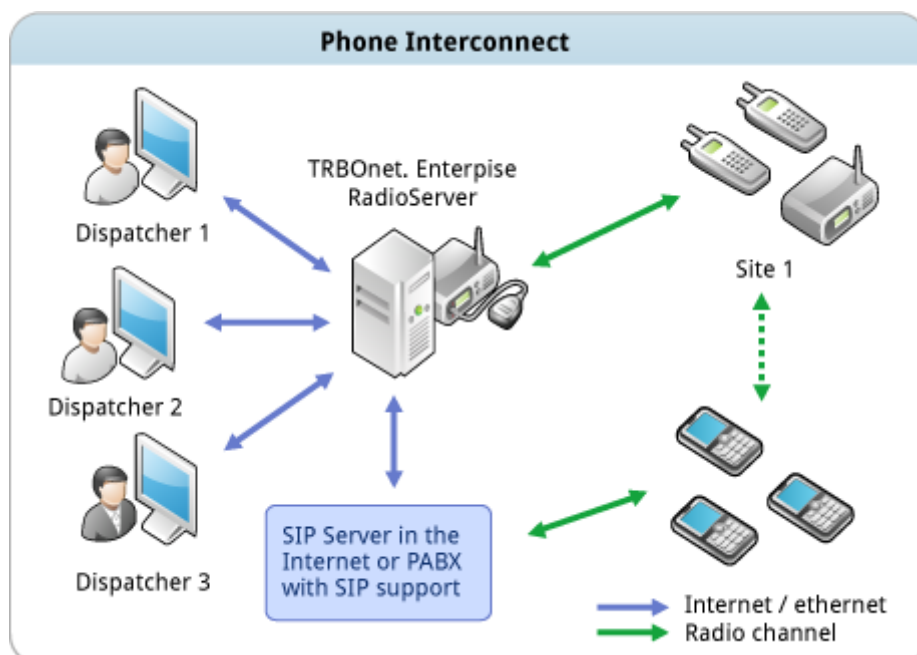 Phone Interconnect
TRBOnet. Enterpise
RadioServer
Dispatcher 1
Site 1
Dispatcher 2
Dispatcher 3
SIP Server in the
Internet or PABX
with SIP support
Internet / ethernet
Radio channel